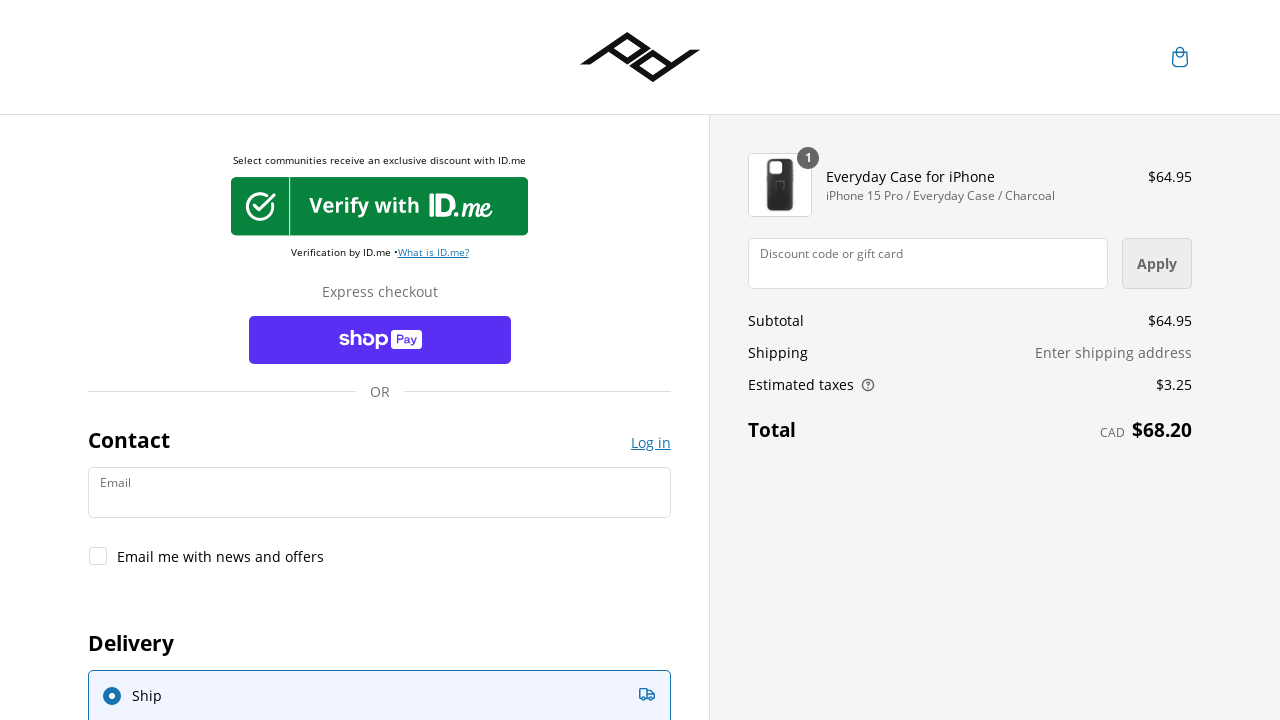 Select communities receive an exclusive discount with ID.me
Verify with ID.me
Verification by ID.me •What is ID.me?
Express checkout
shop Pay
OR
Contact
Log in
Email
Email me with news and offers
Delivery
Ship
1
Everyday Case for iPhone
$64.95
iPhone 15 Pro / Everyday Case / Charcoal
Discount code or gift card
Apply
Subtotal
$64.95
Shipping
Enter shipping address
Estimated taxes
$3.25
Total
CAD $68.20